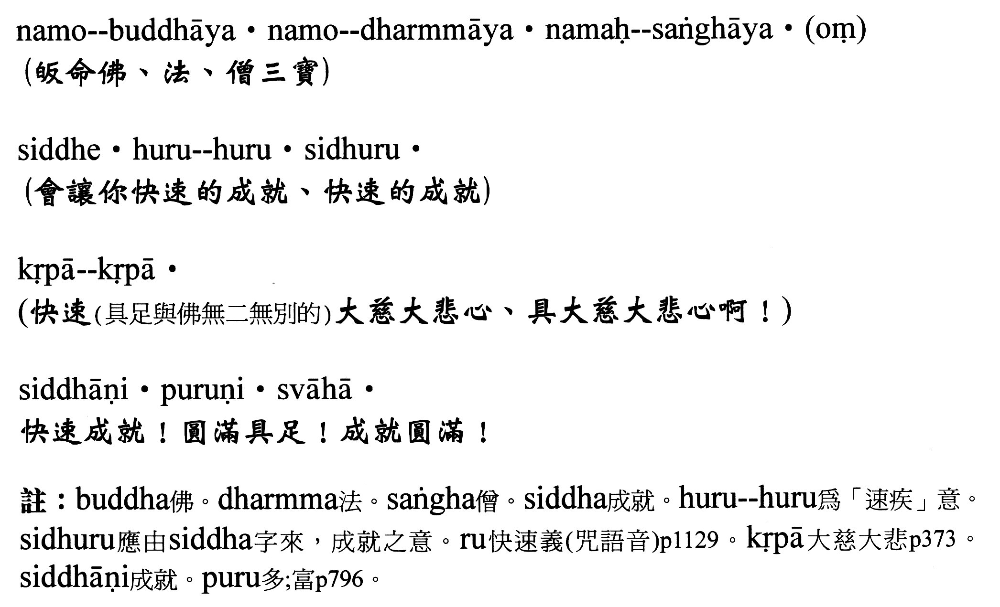 namo--buddhāya・namo--dharmmāya・namaḥ--saṅghāya・(oṃ)
(皈命佛、法、僧三寶)
siddhe・huru--huru・sidhuru・
(會讓你快速的成就、快速的成就)
kṛpā--kṛpā・
(快速(具足與佛無二無別的)大慈大悲心、具大慈大悲心啊！)
siddhāṇi・puruṇi・svāhā・
快速成就！圓滿具足！成就圓滿！
註：buddha佛。dharmma法。saṅgha僧。siddha成就。huru--huru爲「速疾」意。
sidhuru應由siddha字來，成就之意。ru快速義(咒語音)p1129。kṛpā大慈大悲p373。
siddhāṇi成就。puru多;富p796。